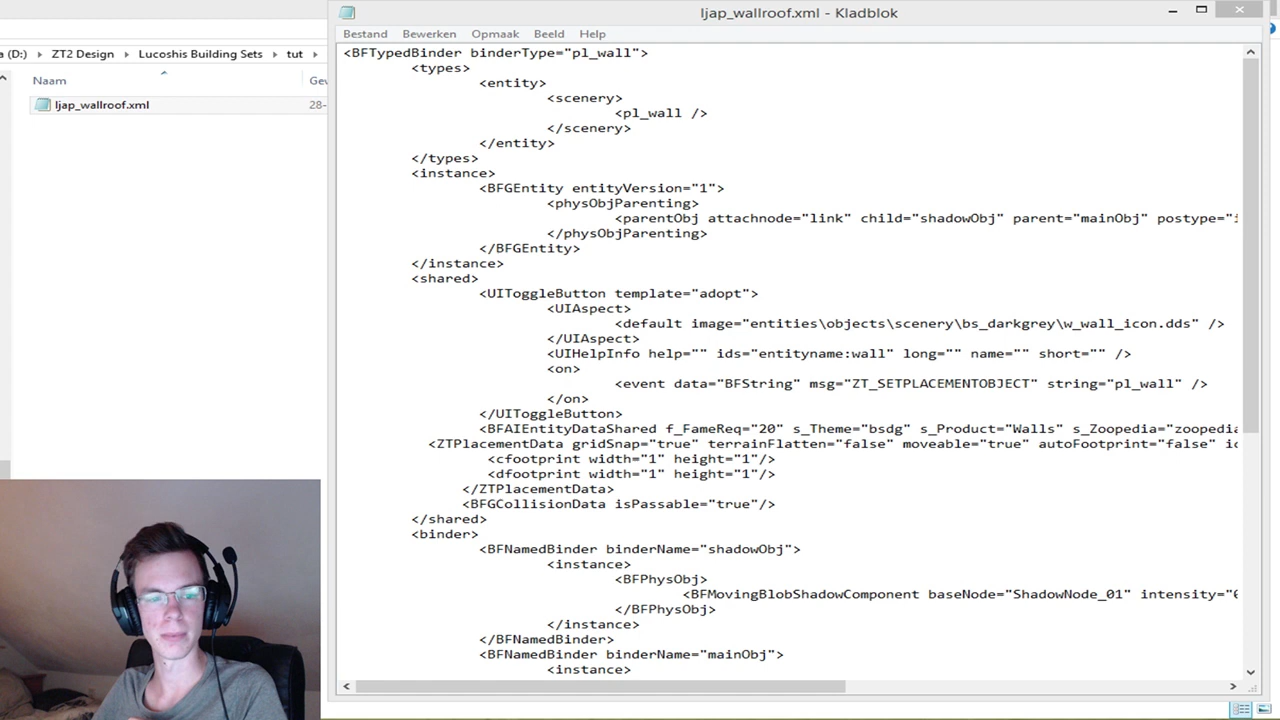 ljap_wallroof.xml - Kladblok
Bestand Bewerken Opmaak Beeld Help
a (D:) ZT2 Design Lucoshis Building Sets tut
Naam
ljap_wallroof.xml 28-
<BFTypedBinder binderType="pl_wall">
<types>
<entity>
<scenery>
<pl_wall />
</scenery>
</entity>
</types>
<instance>
<BFGEntity entityVersion="1">
<physObjParenting>
<parentObj attachnode="link" child="shadowObj" parent="mainObj" postype="i
</physObjParenting>
</BFGEntity>
</instance>
<shared>
<UIToggleButton template="adopt">
<UIAspect>
<default image="entities\objects\scenery\bs_darkgrey\w_wall_icon.dds" />
</UIAspect>
<UIHelpInfo help="" ids="entityname:wall" long="" name="" short="" />
<on>
<event data="BFString" msg="ZT_SETPLACEMENTOBJECT" string="pl_wall" />
</on>
</UIToggleButton>
<BFAIEntityDataShared f_FameReq="20" s_Theme="bsdg" s_Product="Walls" s_Zoopedia="zoopedia
<ZTPlacementData gridSnap="true" terrainFlatten="false" moveable="true" autoFootprint="false"
<cfootprint width="1" height="1"/>
<dfootprint width="1" height="1"/>
</ZTPlacementData>
<BFGCollisionData isPassable="true"/>
</shared>
<binder>
<BFNamedBinder binderName="shadowObj">
<instance>
<BFPhysObj>
<BFMovingBlobShadowComponent baseNode="ShadowNode_01" intensity="0
</BFPhysObj>
</instance>
</BFNamedBinder>
<BFNamedBinder binderName="mainObj">
<instance>